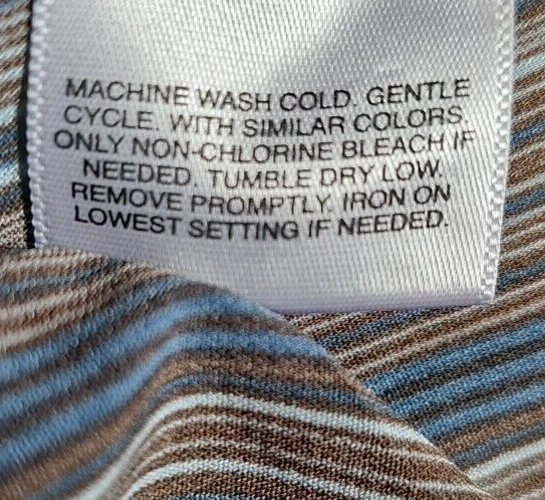 MACHINE WASH COLD. GENTLE
CYCLE. WITH SIMILAR COLORS.
ONLY NON-CHLORINE BLEACH IF
NEEDED. TUMBLE DRY LOW.
REMOVE PROMPTLY. IRON ON
LOWEST SETTING IF NEEDED.